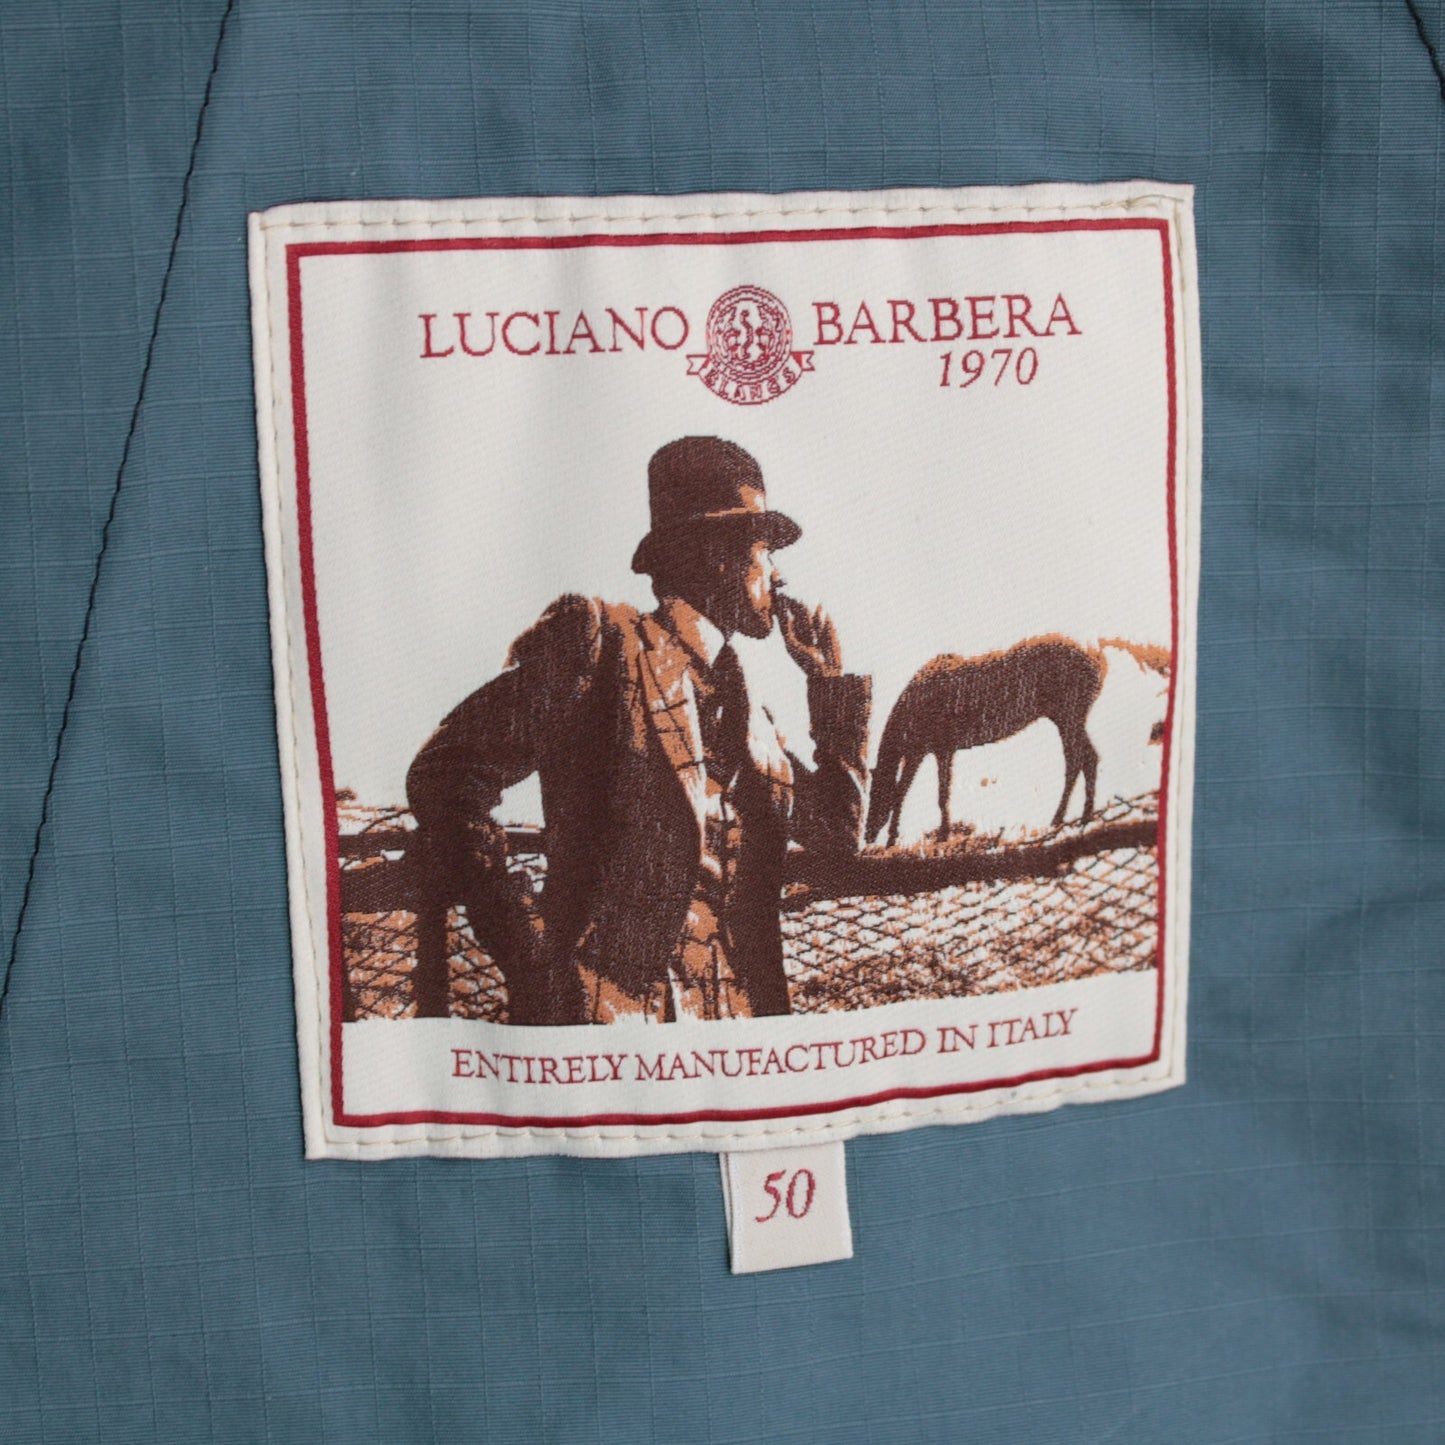 LUCIANO BARBERA
1970
ENTIRELY MANUFACTURED IN ITALY
50